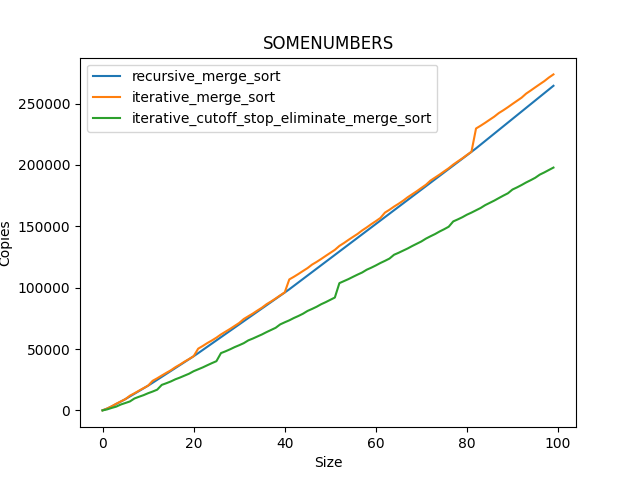 SOMENUMBERS
recursive_merge_sort
iterative_merge_sort
iterative_cutoff_stop_eliminate_merge_sort
250000
200000
150000
100000
50000
0
Copies
0 20 40 60 80 100
Size